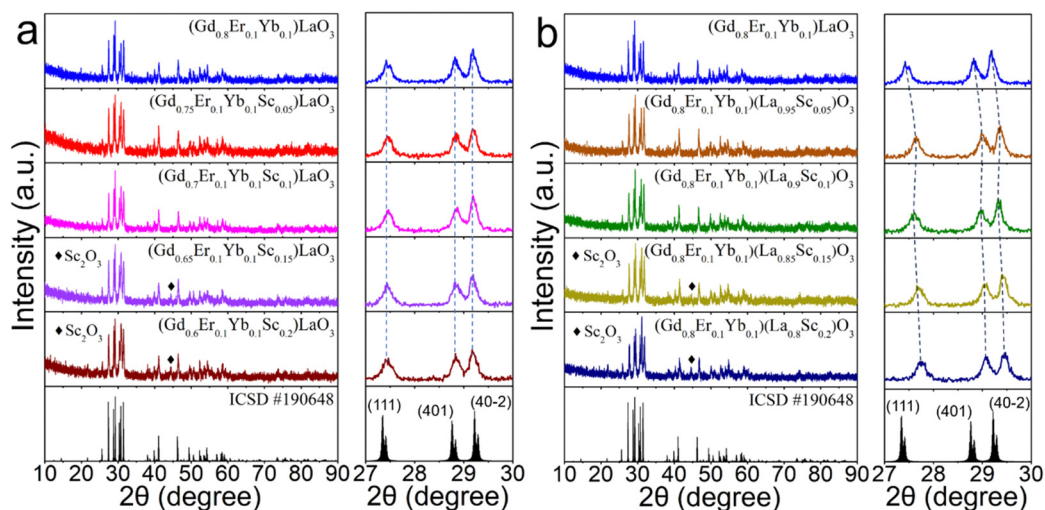 a
Intensity (a.u.)
(Gd0.8Er0.1Yb0.1)LaO3
(Gd0.75Er0.1Yb0.1Sc0.05)LaO3
(Gd0.7Er0.1Yb0.1Sc0.1)LaO3
♦Sc2O3
(Gd0.65Er0.1Yb0.1Sc0.15)LaO3
♦
♦Sc2O3
(Gd0.6Er0.1Yb0.1Sc0.2)LaO3
♦
ICSD #190648
10 20 30 40 50 60 70 80 90
2θ (degree)
(111) (401) (40-2)
27 28 29 30
2θ (degree)
b
Intensity (a.u.)
(Gd0.8Er0.1Yb0.1)LaO3
(Gd0.8Er0.1Yb0.1)(La0.95Sc0.05)O3
(Gd0.8Er0.1Yb0.1)(La0.9Sc0.1)O3
♦Sc2O3
(Gd0.8Er0.1Yb0.1)(La0.85Sc0.15)O3
♦
♦Sc2O3
(Gd0.8Er0.1Yb0.1)(La0.8Sc0.2)O3
♦
ICSD #190648
10 20 30 40 50 60 70 80 90
2θ (degree)
(111) (401) (40-2)
27 28 29 30
2θ (degree)